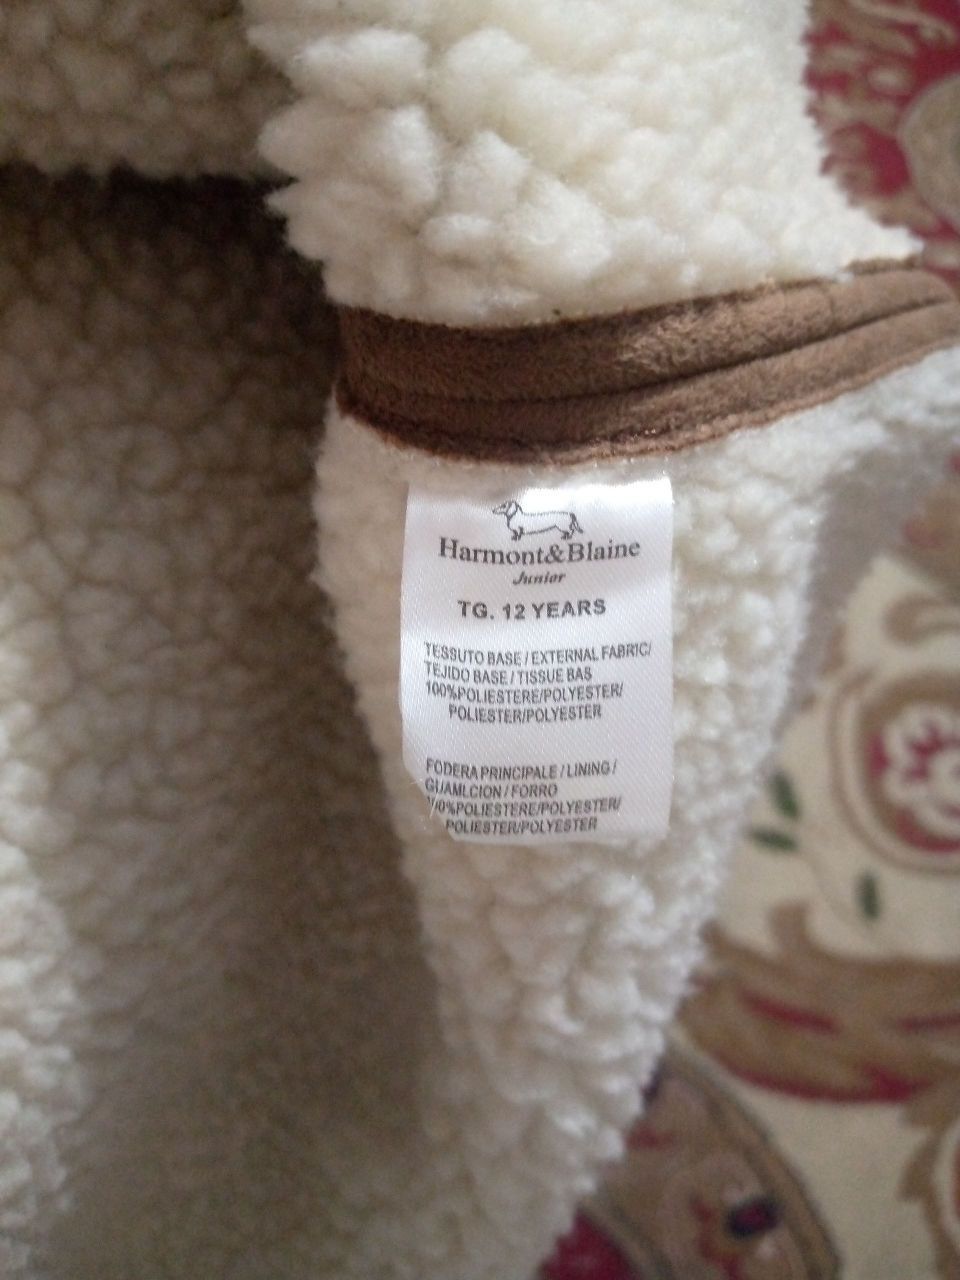 Harmont&Blaine
Junior
TG. 12 YEARS
TESSUTO BASE / EXTERNAL FABRIC/
TEJIDO BASE / TISSUE BAS
100%POLIESTERE/POLYESTER/
POLIESTER/POLYESTER
FODERA PRINCIPALE / LINING /
GUAMLCION / FORRO
%POLIESTERE/POLYESTER/
POLIESTER/POLYESTER